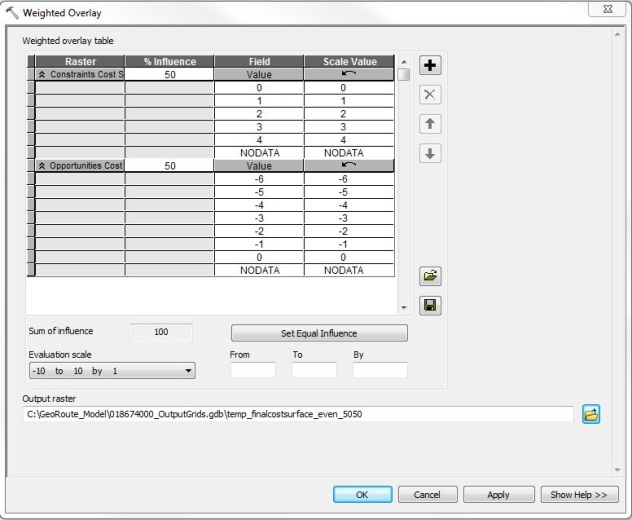 Weighted Overlay
Weighted overlay table
Raster % Influence Field Scale Value
Constraints Cost S 50 Value
0 0
1 1
2 2
3 3
4 4
NODATA NODATA
Opportunities Cost 50 Value
-6 -6
-5 -5
-4 -4
-3 -3
-2 -2
-1 -1
0 0
NODATA NODATA
Sum of influence 100 Set Equal Influence
Evaluation scale From To By
-10 to 10 by 1
Output raster
C:\GeoRoute_Model\018674000_OutputGrids.gdb\temp_finalcostsurface_even_5050
OK Cancel Apply Show Help >>